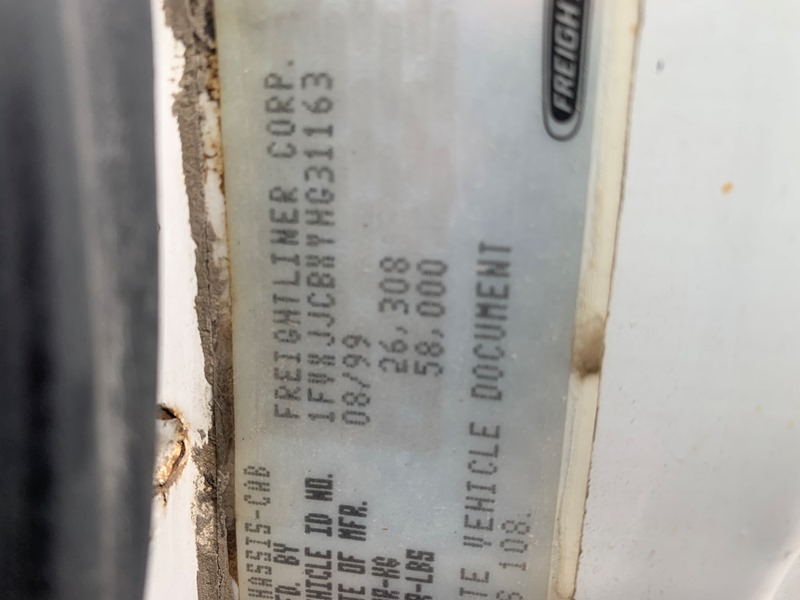 HASSIS-CAB
FD. BY FREIGHTLINER CORP.
HICLE ID NO. 1FVXJJCBXYHG31163
TE OF MFR. 08/99
R-KG 26,308
R-LBS 58,000
TE VEHICLE DOCUMENT
108.
FREIGHT